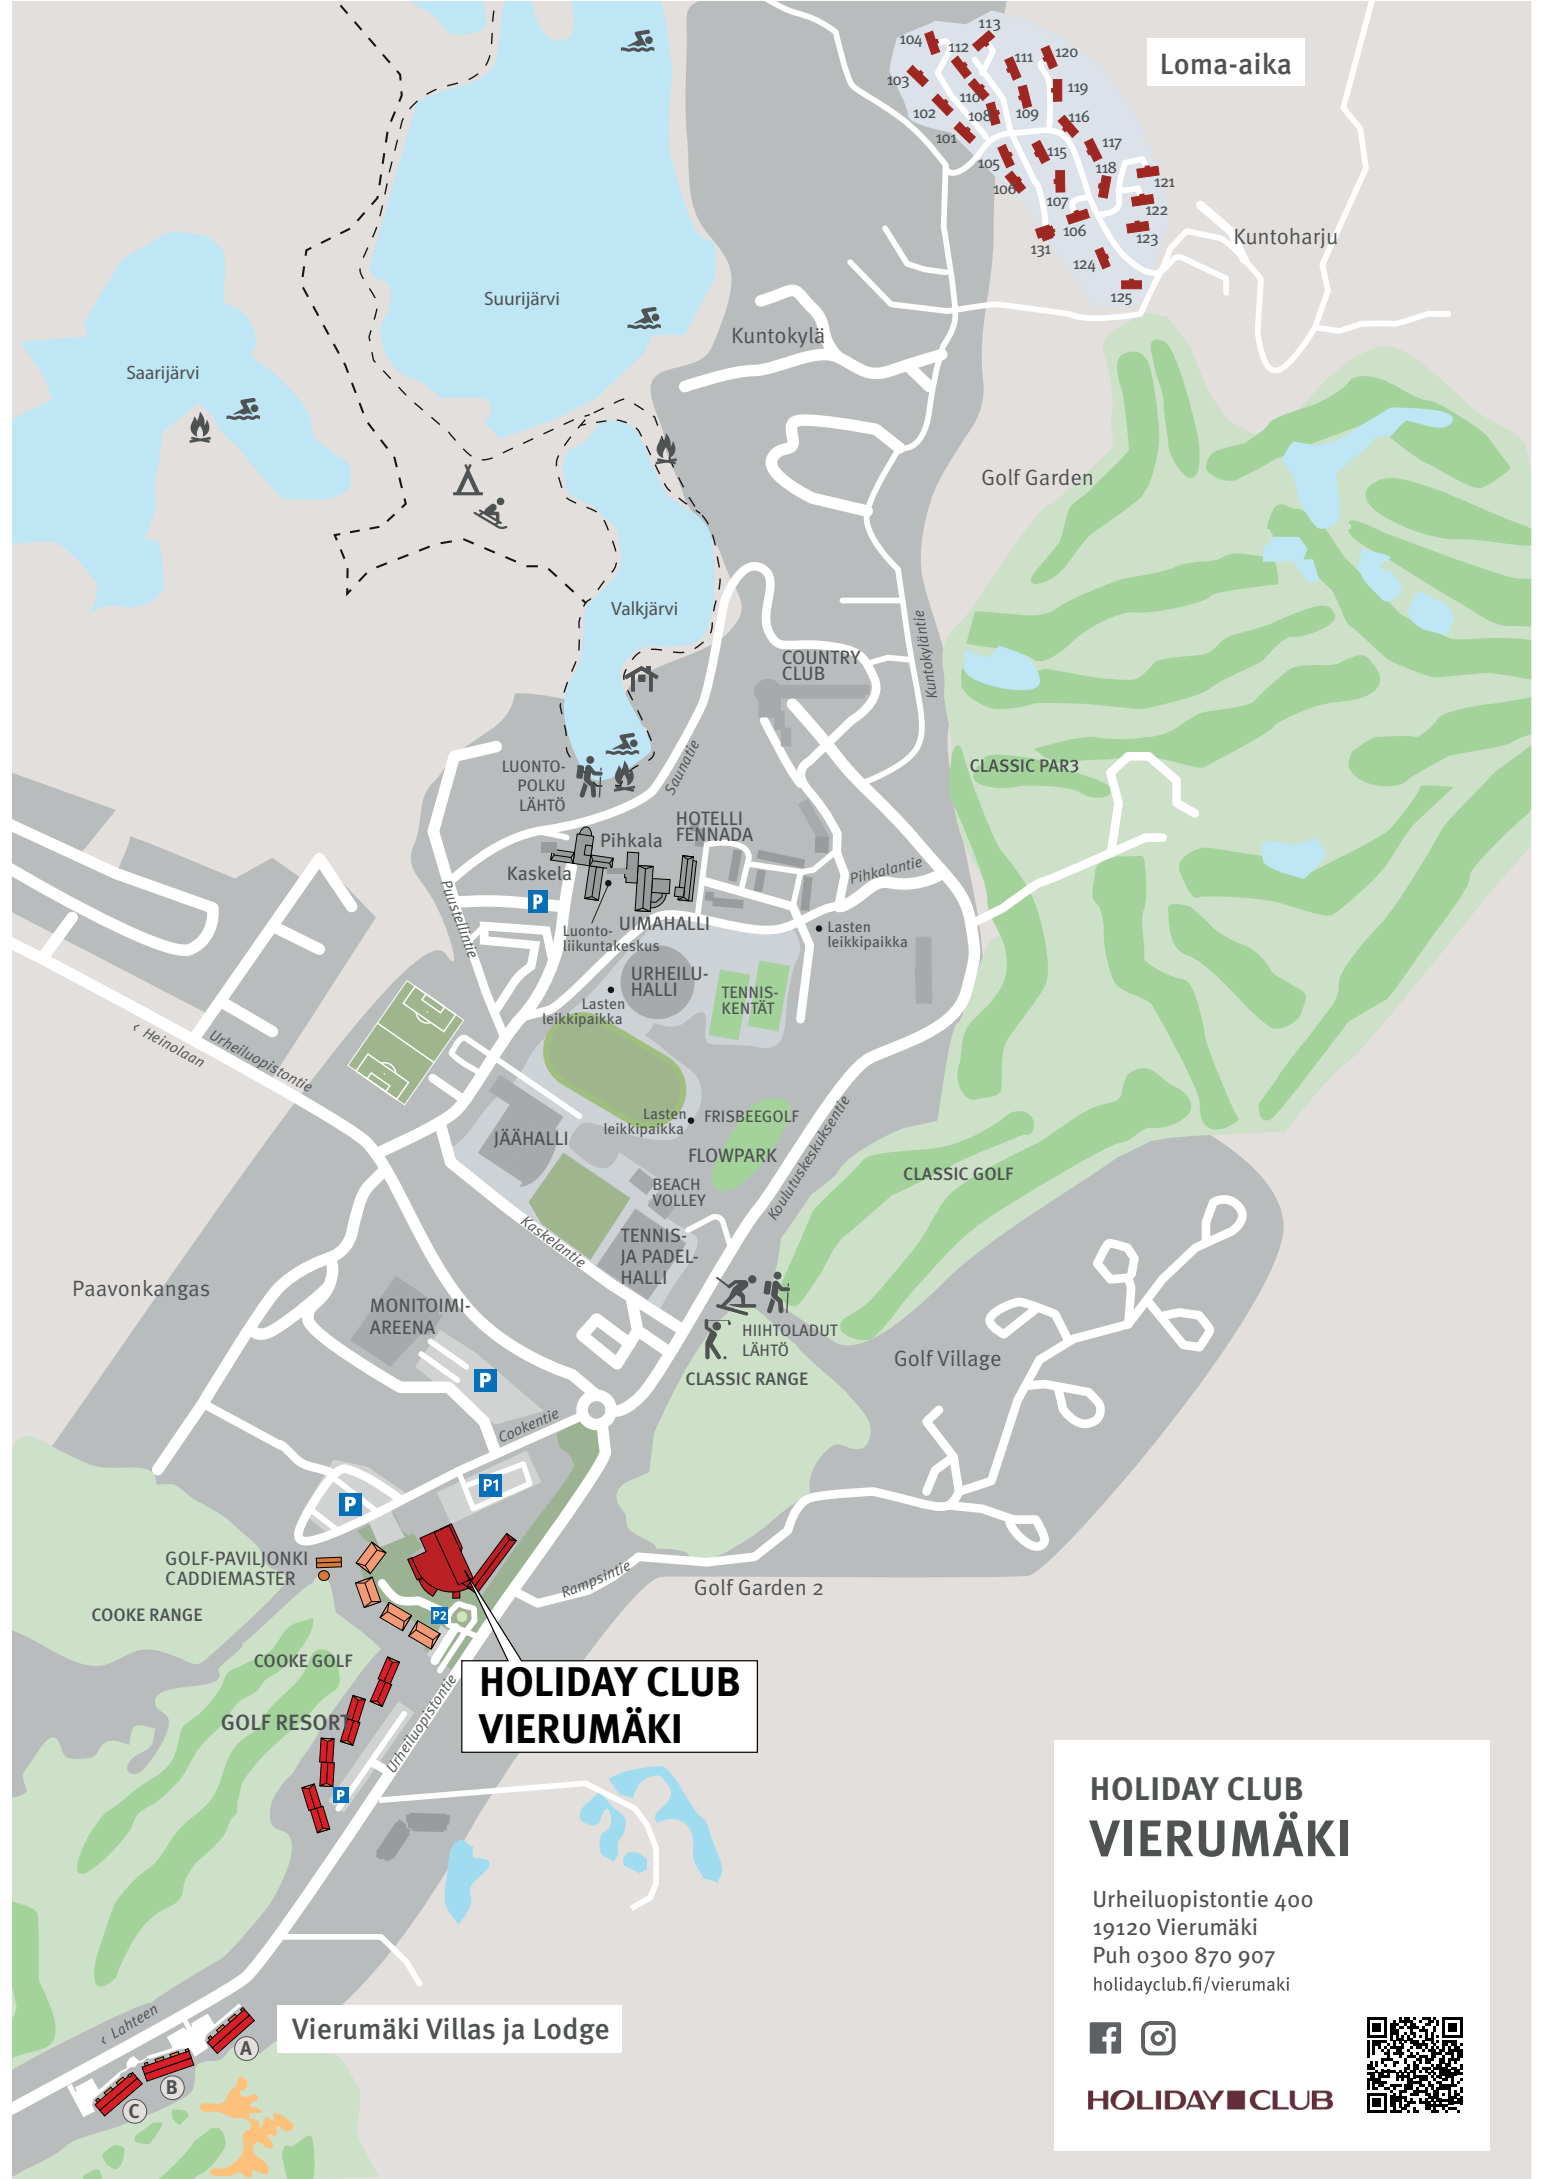 Loma-aika
104
113
112
111
120
103
110
119
102
108
109
116
101
117
105
115
118
106
107
121
122
106
123
131
124
125
Kuntoharju
Suurijärvi
Kuntokylä
Saarijärvi
Golf Garden
Valkjärvi
Kuntokyläntie
COUNTRY
CLUB
LUONTO-
POLKU
LÄHTÖ
Saunatie
CLASSIC PAR3
HOTELLI
FENNADA
Pihkala
Kaskela
Pihkalantie
P
Puustellintie
UIMAHALLI
Luonto-
liikuntakeskus
Lasten
leikkipaikka
URHEILU-
HALLI
TENNIS-
KENTÄT
Lasten
leikkipaikka
‹ Heinolaan
Urheiluopistontie
Lasten
leikkipaikka
FRISBEEGOLF
FLOWPARK
JÄÄHALLI
Koulutuskeskuksentie
CLASSIC GOLF
BEACH
VOLLEY
Kaskelantie
TENNIS-
JA PADEL-
HALLI
Paavonkangas
MONITOIMI-
AREENA
HIIHTOLADUT
LÄHTÖ
Golf Village
CLASSIC RANGE
P
Cookentie
P1
P
GOLF-PAVILJONKI
CADDIEMASTER
Rampsintie
Golf Garden 2
COOKE RANGE
P2
COOKE GOLF
HOLIDAY CLUB
VIERUMÄKI
GOLF RESORT
Urheiluopistontie
P
HOLIDAY CLUB
VIERUMÄKI
Urheiluopistontie 400
19120 Vierumäki
Puh 0300 870 907
holidayclub.fi/vierumaki
HOLIDAY CLUB
‹ Lahteen
Vierumäki Villas ja Lodge
A
B
C